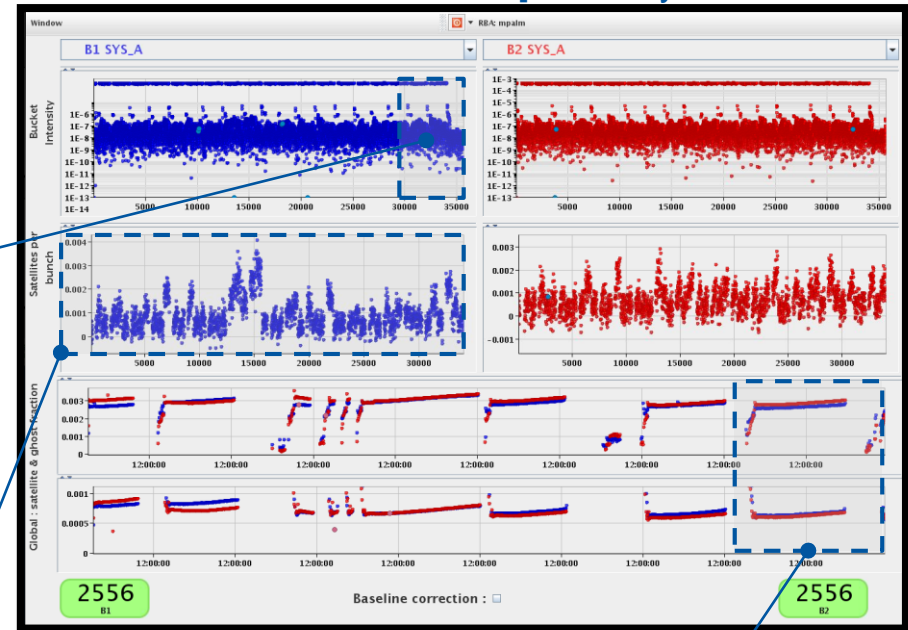 Window
RBA: mpalm
B1 SYS_A
B2 SYS_A
Bucket
Intensity
1E-6
1E-7
1E-8
1E-9
1E-10
1E-11
1E-12
1E-13
1E-14
5000 10000 15000 20000 25000 30000 35000
1E-3
1E-4
1E-5
1E-6
1E-7
1E-8
1E-9
1E-10
1E-11
1E-12
1E-13
5000 10000 15000 20000 25000 30000 35000
Satellites per
bunch
0.004
0.003
0.002
0.001
0
5000 10000 15000 20000 25000 30000
0.003
0.002
0.001
0
-0.001
5000 10000 15000 20000 25000 30000
Global : satellite & ghost fraction
0.003
0.002
0.001
0
12:00:00 12:00:00 12:00:00 12:00:00 12:00:00 12:00:00 12:00:00 12:00:00 12:00:00
0.001
0.0005
0
12:00:00 12:00:00 12:00:00 12:00:00 12:00:00 12:00:00 12:00:00 12:00:00 12:00:00
2556
B1
Baseline correction :
2556
B2